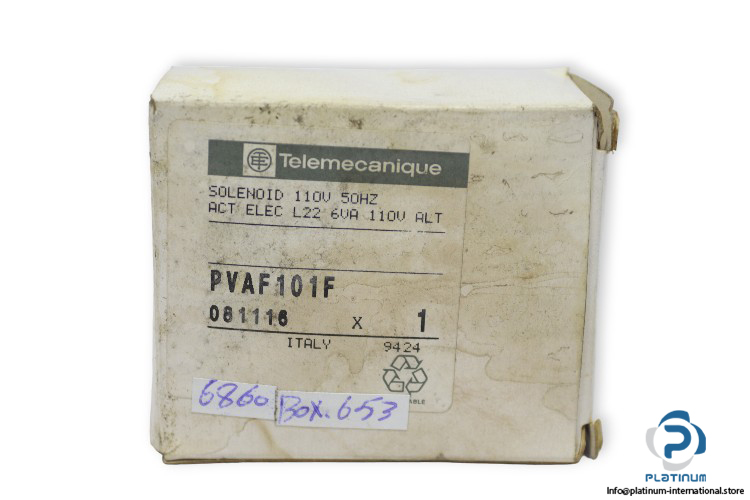 Telemecanique
SOLENOID 110V 50HZ
ACT ELEC L22 6VA 110V ALT
PVAF101F
081116 X 1
ITALY 9424
6860
Box.653
PLATINUM
Info@platinum-international.store